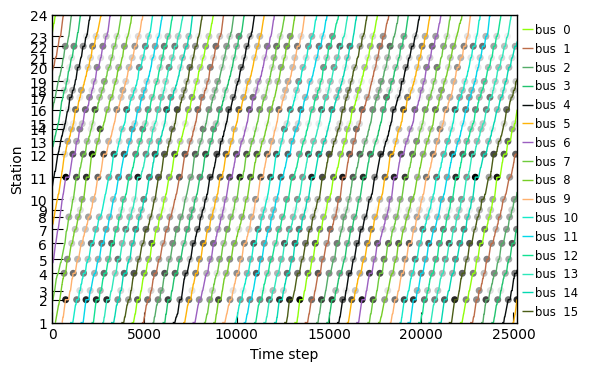 24
23
22
21
20
19
18
17
16
15
14
13
12
11
10
9
8
7
6
5
4
3
2
1
Station
0 5000 10000 15000 20000 25000
Time step
bus 0
bus 1
bus 2
bus 3
bus 4
bus 5
bus 6
bus 7
bus 8
bus 9
bus 10
bus 11
bus 12
bus 13
bus 14
bus 15